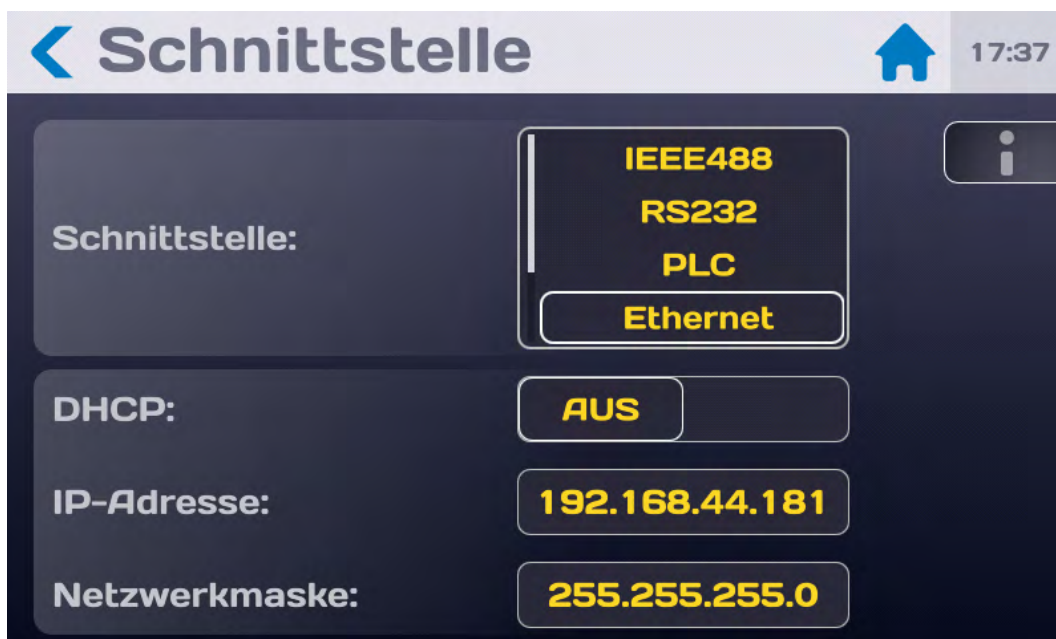 Schnittstelle
17:37
Schnittstelle:
IEEE488
RS232
PLC
Ethernet
DHCP:
AUS
IP-Adresse:
192.168.44.181
Netzwerkmaske:
255.255.255.0